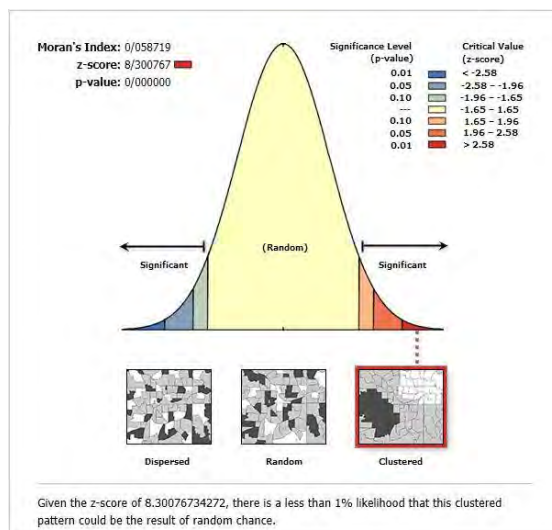 Moran's Index: 0/058719
z-score: 8/300767
p-value: 0/000000
Significance Level
(p-value)
Critical Value
(z-score)
0.01 < -2.58
0.05 -2.58 – -1.96
0.10 -1.96 – -1.65
--- -1.65 – 1.65
0.10 1.65 – 1.96
0.05 1.96 – 2.58
0.01 > 2.58
(Random)
Significant
Significant
Dispersed
Random
Clustered
Given the z-score of 8.30076734272, there is a less than 1% likelihood that this clustered
pattern could be the result of random chance.